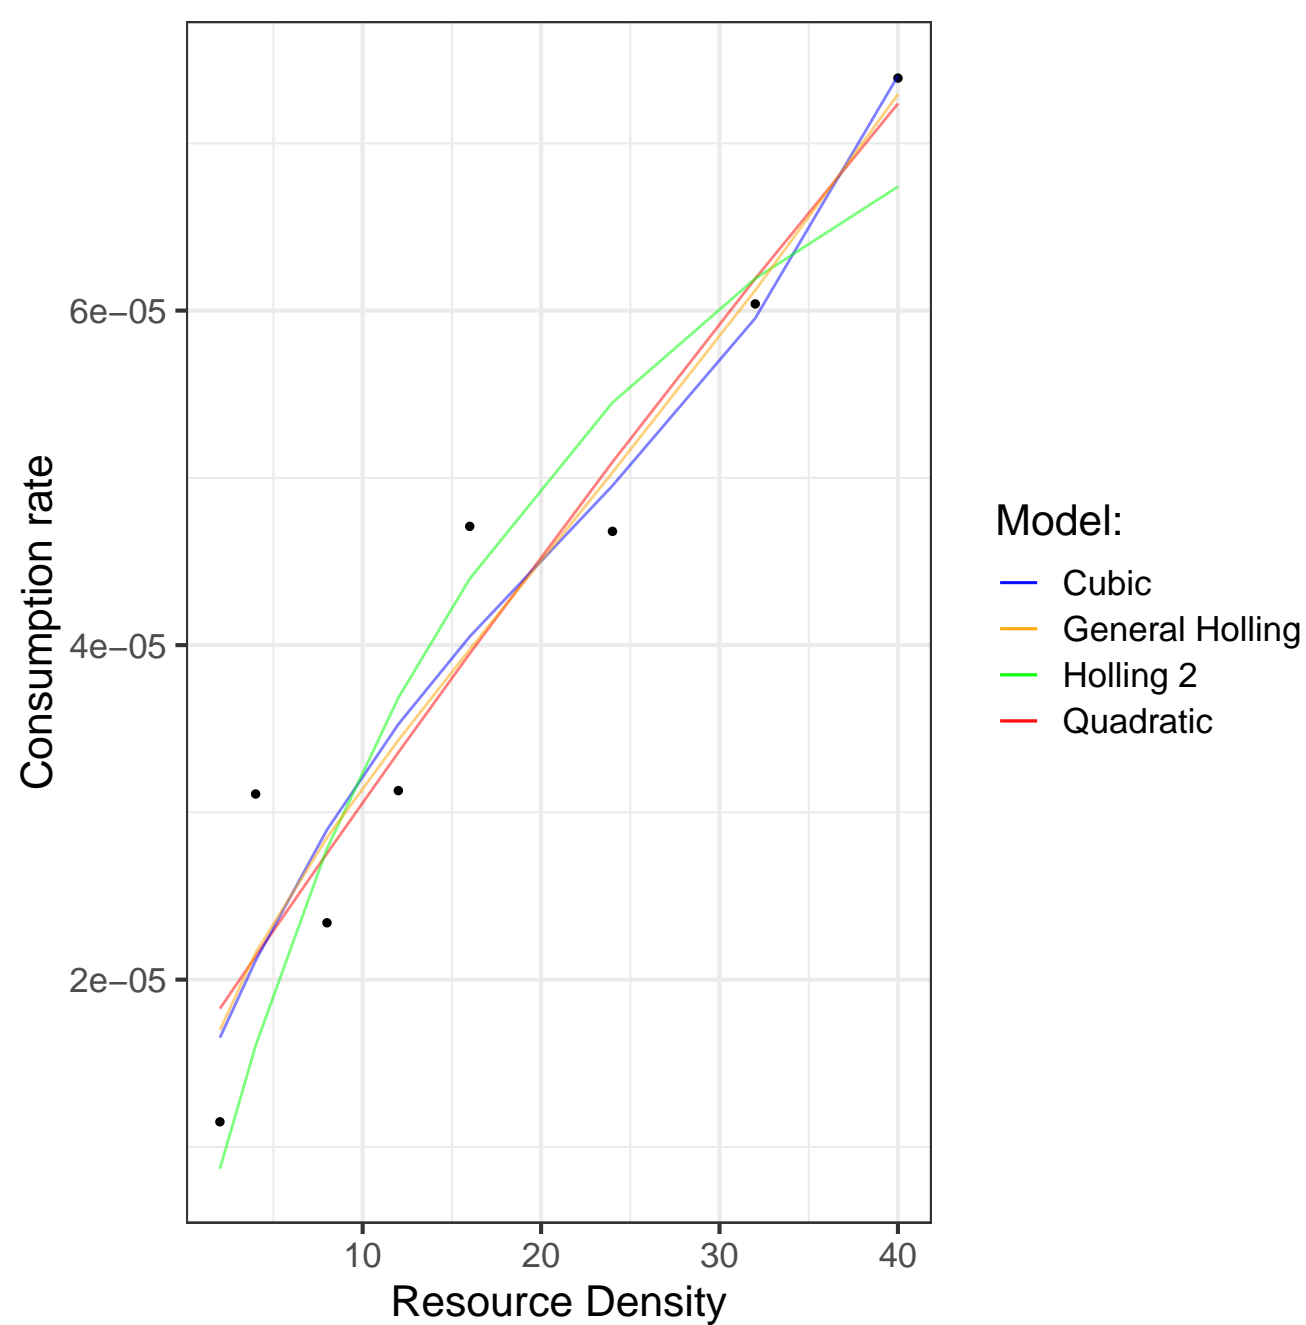 Consumption rate
6e−05
4e−05
2e−05
10 20 30 40
Resource Density
Model:
Cubic
General Holling
Holling 2
Quadratic